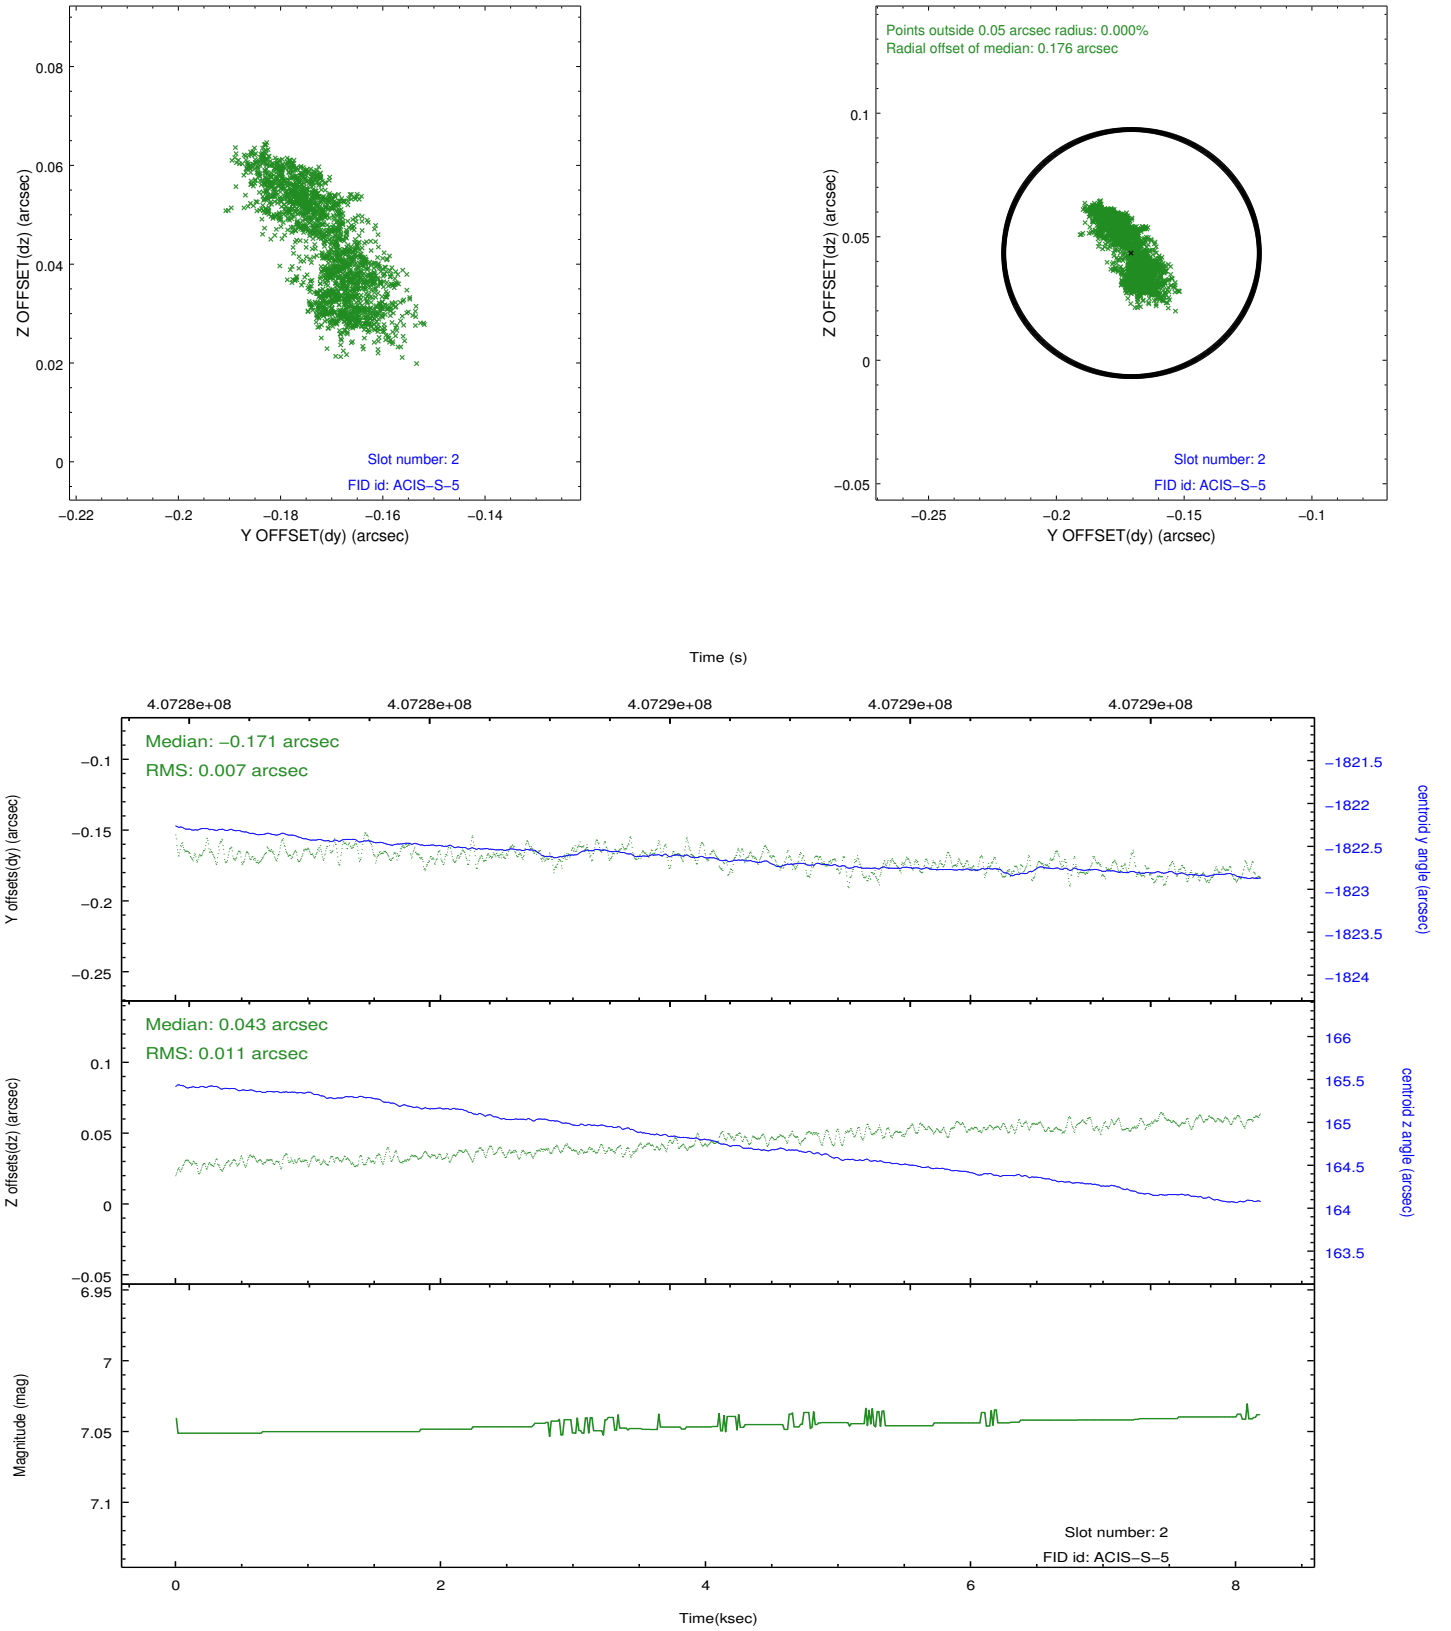 0.08
0.06
0.04
0.02
0
Z OFFSET(dz) (arcsec)
Slot number: 2
FID id: ACIS−S−5
−0.22
−0.2
−0.18
−0.16
−0.14
Y OFFSET(dy) (arcsec)
Points outside 0.05 arcsec radius: 0.000%
Radial offset of median: 0.176 arcsec
0.1
0.05
0
−0.05
Z OFFSET(dz) (arcsec)
Slot number: 2
FID id: ACIS−S−5
−0.25
−0.2
−0.15
−0.1
Y OFFSET(dy) (arcsec)
Time (s)
4.0728e+08
4.0728e+08
4.0729e+08
4.0729e+08
4.0729e+08
Median: −0.171 arcsec
RMS: 0.007 arcsec
−0.1
−0.15
−0.2
−0.25
Y offsets(dy) (arcsec)
−1821.5
−1822
−1822.5
−1823
−1823.5
−1824
centroid y angle (arcsec)
Median: 0.043 arcsec
RMS: 0.011 arcsec
0.1
0.05
0
−0.05
Z offsets(dz) (arcsec)
166
165.5
165
164.5
164
163.5
centroid z angle (arcsec)
6.95
7
7.05
7.1
Magnitude (mag)
Slot number: 2
FID id: ACIS−S−5
0
2
4
6
8
Time(ksec)